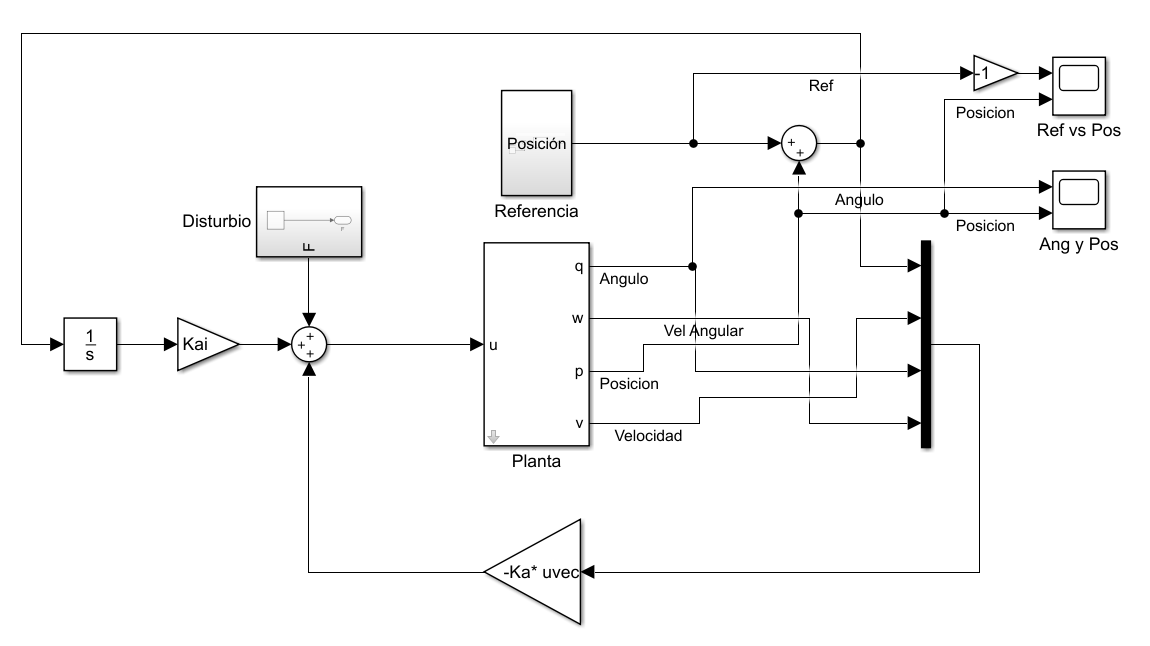 -1
Ref
Posicion
Ref vs Pos
Posición
+
+
Referencia
Angulo
Posicion
Ang y Pos
Disturbio
F
F
q
Angulo
w
Vel Angular
1
s
Kai
+
+
+
u
p
Posicion
v
Velocidad
Planta
-Ka* uvec